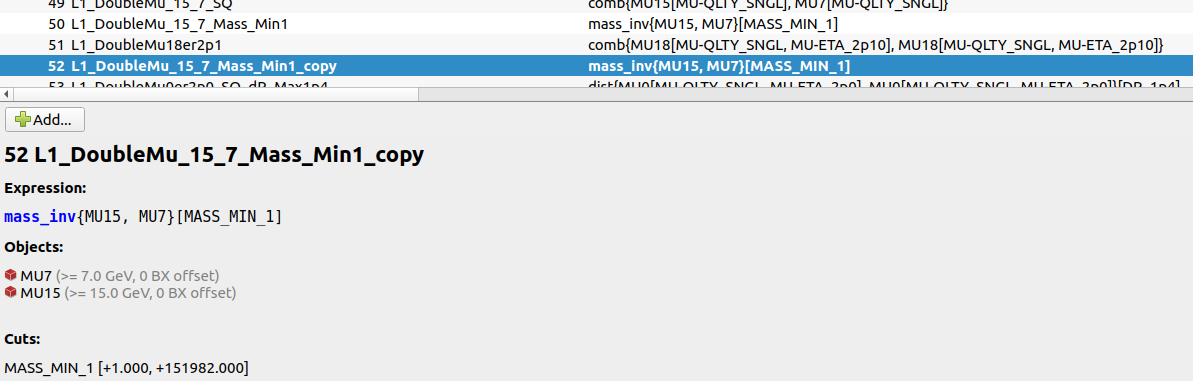 49 L1_DoubleMu_15_7_SQ comb{MU15[MU-QLTY_SNGL], MU7[MU-QLTY_SNGL]}
50 L1_DoubleMu_15_7_Mass_Min1 mass_inv{MU15, MU7}[MASS_MIN_1]
51 L1_DoubleMu18er2p1 comb{MU18[MU-QLTY_SNGL, MU-ETA_2p10], MU18[MU-QLTY_SNGL, MU-ETA_2p10]}
52 L1_DoubleMu_15_7_Mass_Min1_copy mass_inv{MU15, MU7}[MASS_MIN_1]
53 L1_DoubleMu0er2p0_SQ_dR_Max1p4 dist{MU0[MU-QLTY_SNGL, MU-ETA_2p0], MU0[MU-QLTY_SNGL, MU-ETA_2p0]}[DR_1p4]
Add...
52 L1_DoubleMu_15_7_Mass_Min1_copy
Expression:
mass_inv{MU15, MU7}[MASS_MIN_1]
Objects:
MU7 (>= 7.0 GeV, 0 BX offset)
MU15 (>= 15.0 GeV, 0 BX offset)
Cuts:
MASS_MIN_1 [+1.000, +151982.000]